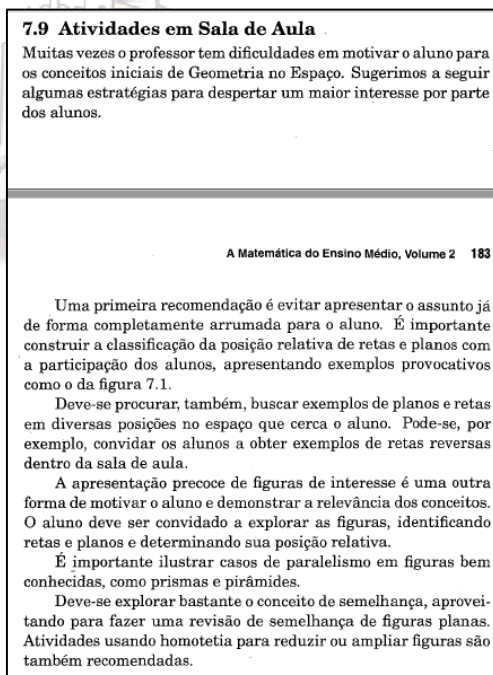 7.9 Atividades em Sala de Aula
Muitas vezes o professor tem dificuldades em motivar o aluno para
os conceitos iniciais de Geometria no Espaço. Sugerimos a seguir
algumas estratégias para despertar um maior interesse por parte
dos alunos.
A Matemática do Ensino Médio, Volume 2 183
Uma primeira recomendação é evitar apresentar o assunto já
de forma completamente arrumada para o aluno. É importante
construir a classificação da posição relativa de retas e planos com
a participação dos alunos, apresentando exemplos provocativos
como o da figura 7.1.
Deve-se procurar, também, buscar exemplos de planos e retas
em diversas posições no espaço que cerca o aluno. Pode-se, por
exemplo, convidar os alunos a obter exemplos de retas reversas
dentro da sala de aula.
A apresentação precoce de figuras de interesse é uma outra
forma de motivar o aluno e demonstrar a relevância dos conceitos.
O aluno deve ser convidado a explorar as figuras, identificando
retas e planos e determinando sua posição relativa.
É importante ilustrar casos de paralelismo em figuras bem
conhecidas, como prismas e pirâmides.
Deve-se explorar bastante o conceito de semelhança, aprovei-
tando para fazer uma revisão de semelhança de figuras planas.
Atividades usando homotetia para reduzir ou ampliar figuras são
também recomendadas.